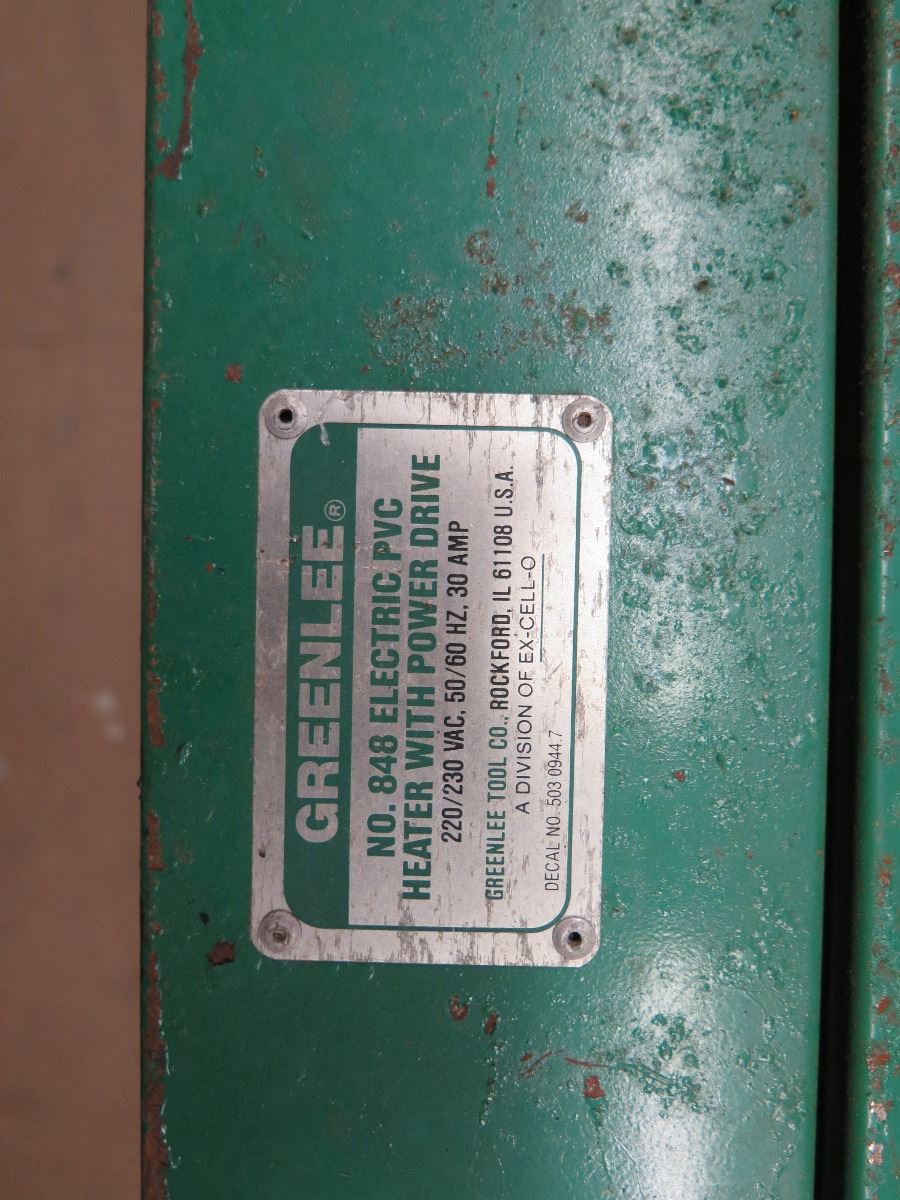 GREENLEE®
NO. 848 ELECTRIC PVC
HEATER WITH POWER DRIVE
220/230 VAC, 50/60 HZ, 30 AMP
GREENLEE TOOL CO., ROCKFORD, IL 61108 U.S.A.
A DIVISION OF EX-CELL-O
DECAL NO. 503 0944.7